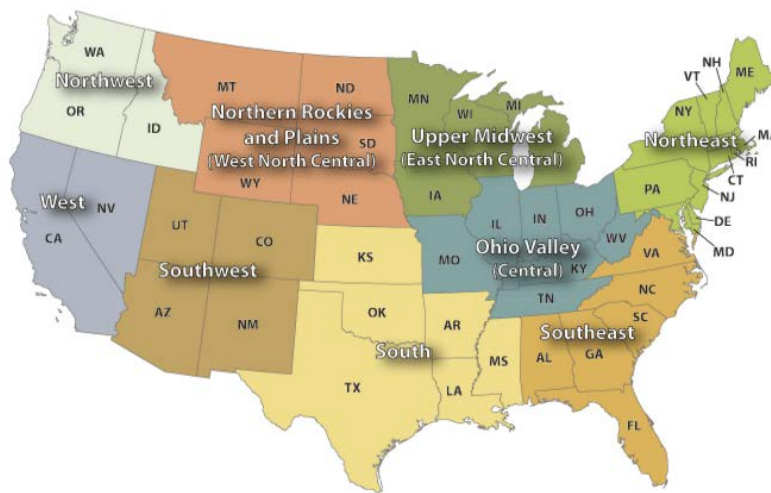 WA
Northwest
OR
ID
MT
ND
Northern Rockies
and Plains
(West North Central)
SD
WY
NE
MN
WI
MI
Upper Midwest
(East North Central)
IA
NH
VT
ME
NY
Northeast
MA
RI
CT
PA
NJ
DE
MD
West
NV
CA
UT
CO
Southwest
AZ
NM
KS
OK
AR
South
TX
LA
MS
IL
IN
OH
MO
Ohio Valley
(Central)
WV
KY
TN
VA
NC
SC
Southeast
AL
GA
FL